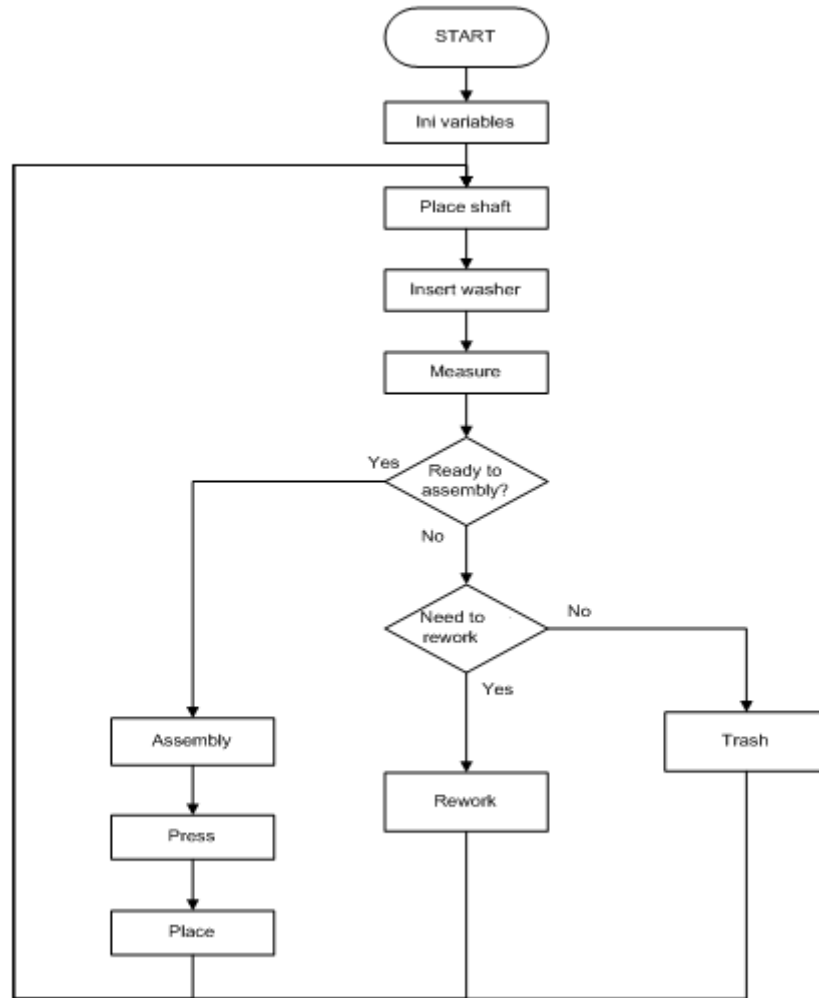 START
Ini variables
Place shaft
Insert washer
Measure
Yes
Ready to
assembly?
No
Need to
rework
No
Yes
Assembly
Trash
Rework
Press
Place